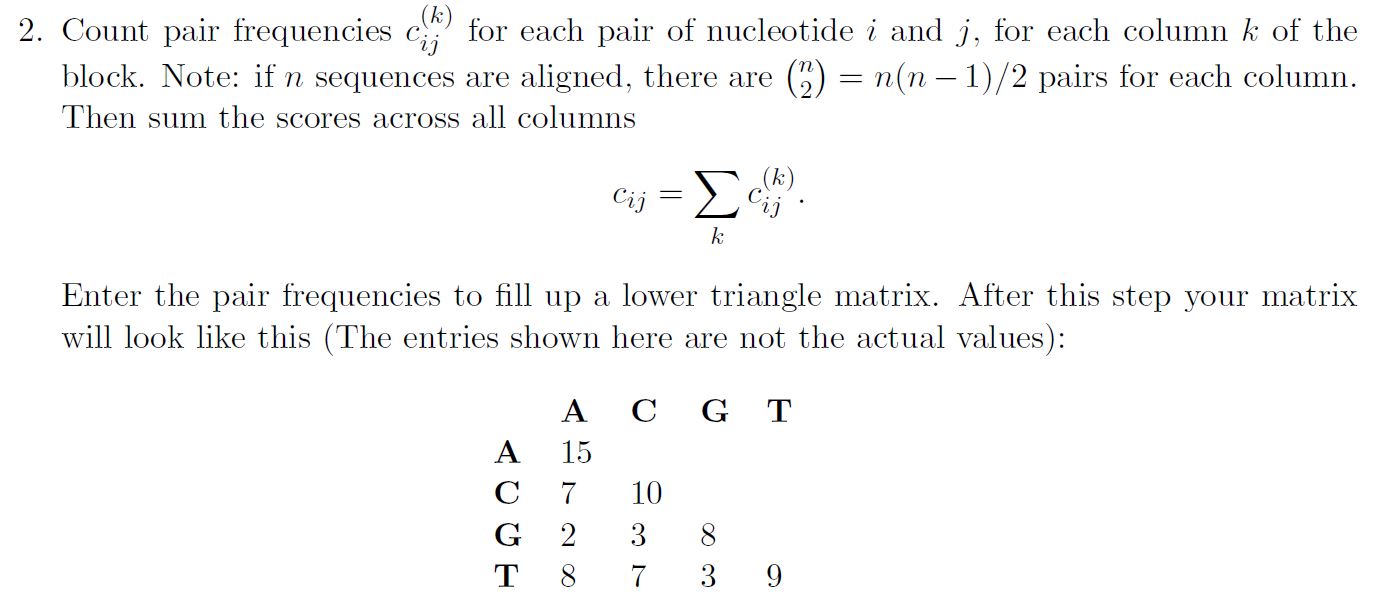 2. Count pair frequencies c_{ij}^{(k)} for each pair of nucleotide i and j, for each column k of the
block. Note: if n sequences are aligned, there are \binom{n}{2} = n(n − 1)/2 pairs for each column.
Then sum the scores across all columns
c_{ij} = \sum_{k} c_{ij}^{(k)}.
Enter the pair frequencies to fill up a lower triangle matrix. After this step your matrix
will look like this (The entries shown here are not the actual values):
A C G T
A 15
C 7 10
G 2 3 8
T 8 7 3 9